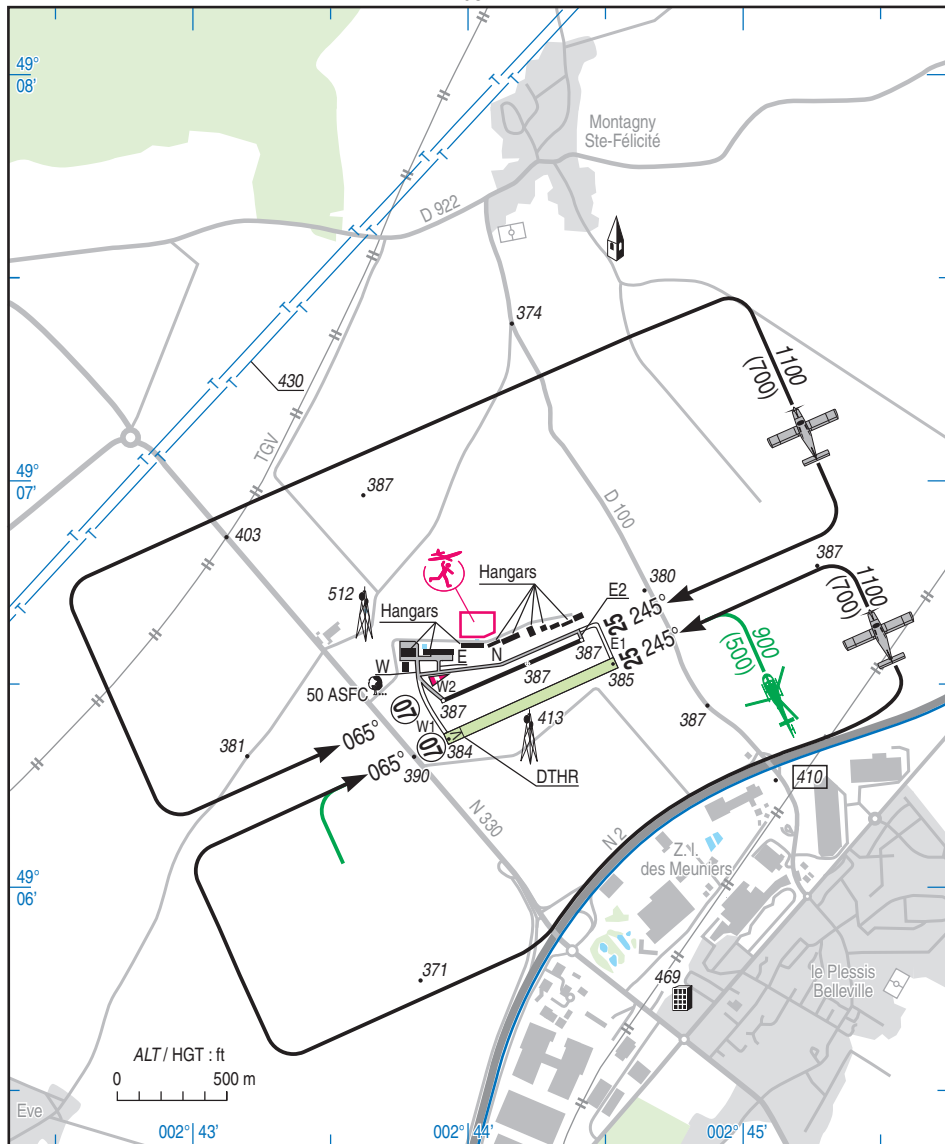 49°
08'
Montagny
Ste-Félicité
D 922
374
1100
(700)
430
TGV
387
49°
07'
403
D 100
387
380
Hangars
512
Hangars
E2
1100
(700)
25 245°
E1
25 245°
900
(500)
W
E
N
387
387
385
50 ASFC
W2
387
07
W1
07
384
413
387
381
065°
065°
390
DTHR
410
N 330
N 2
Z. I.
des Meuniers
49°
06'
371
469
le Plessis
Belleville
ALT / HGT : ft
0 500 m
Eve
002° 43'
002° 44'
002° 45'